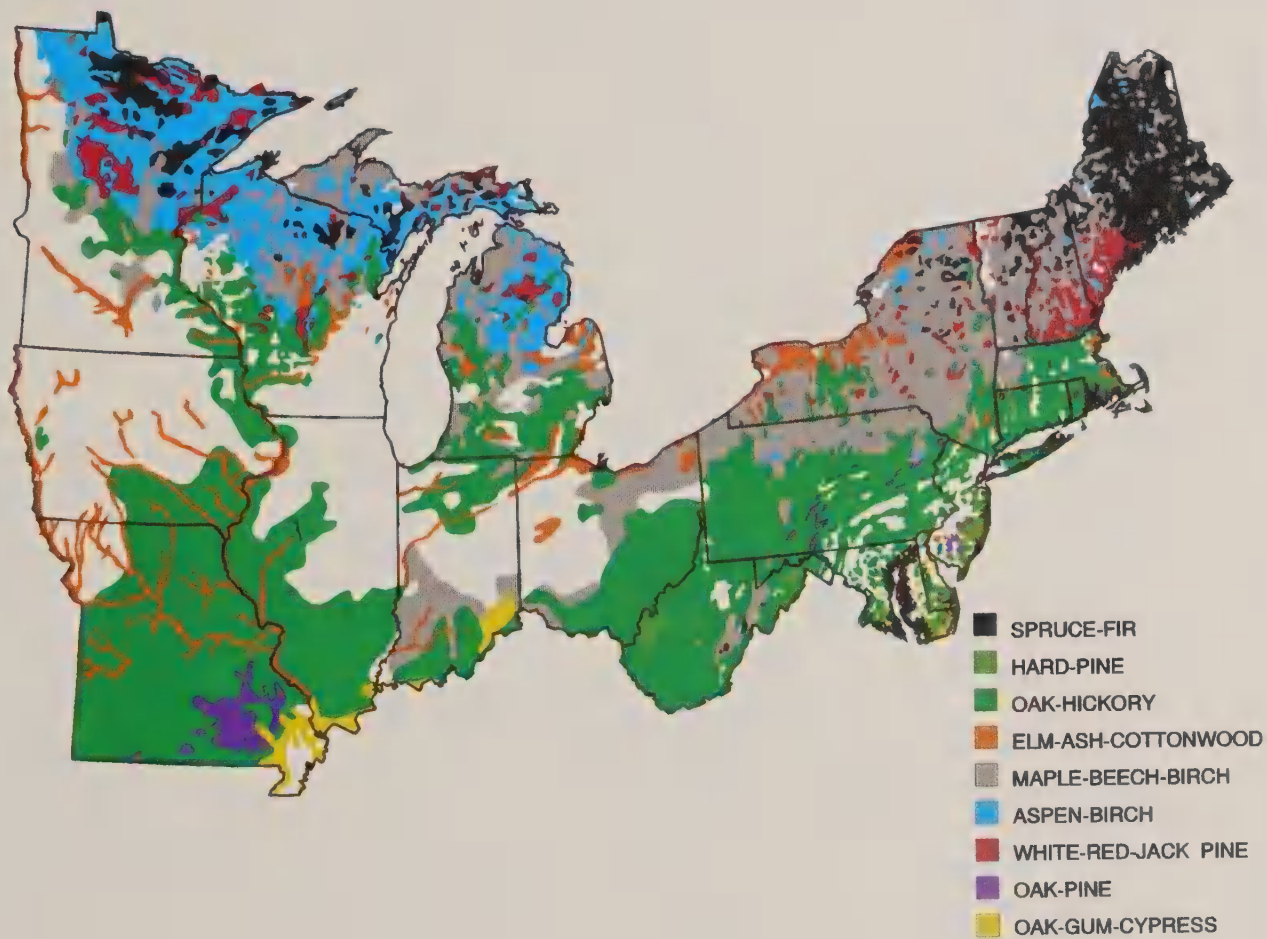 SPRUCE-FIR
HARD-PINE
OAK-HICKORY
ELM-ASH-COTTONWOOD
MAPLE-BEECH-BIRCH
ASPEN-BIRCH
WHITE-RED-JACK PINE
OAK-PINE
OAK-GUM-CYPRESS